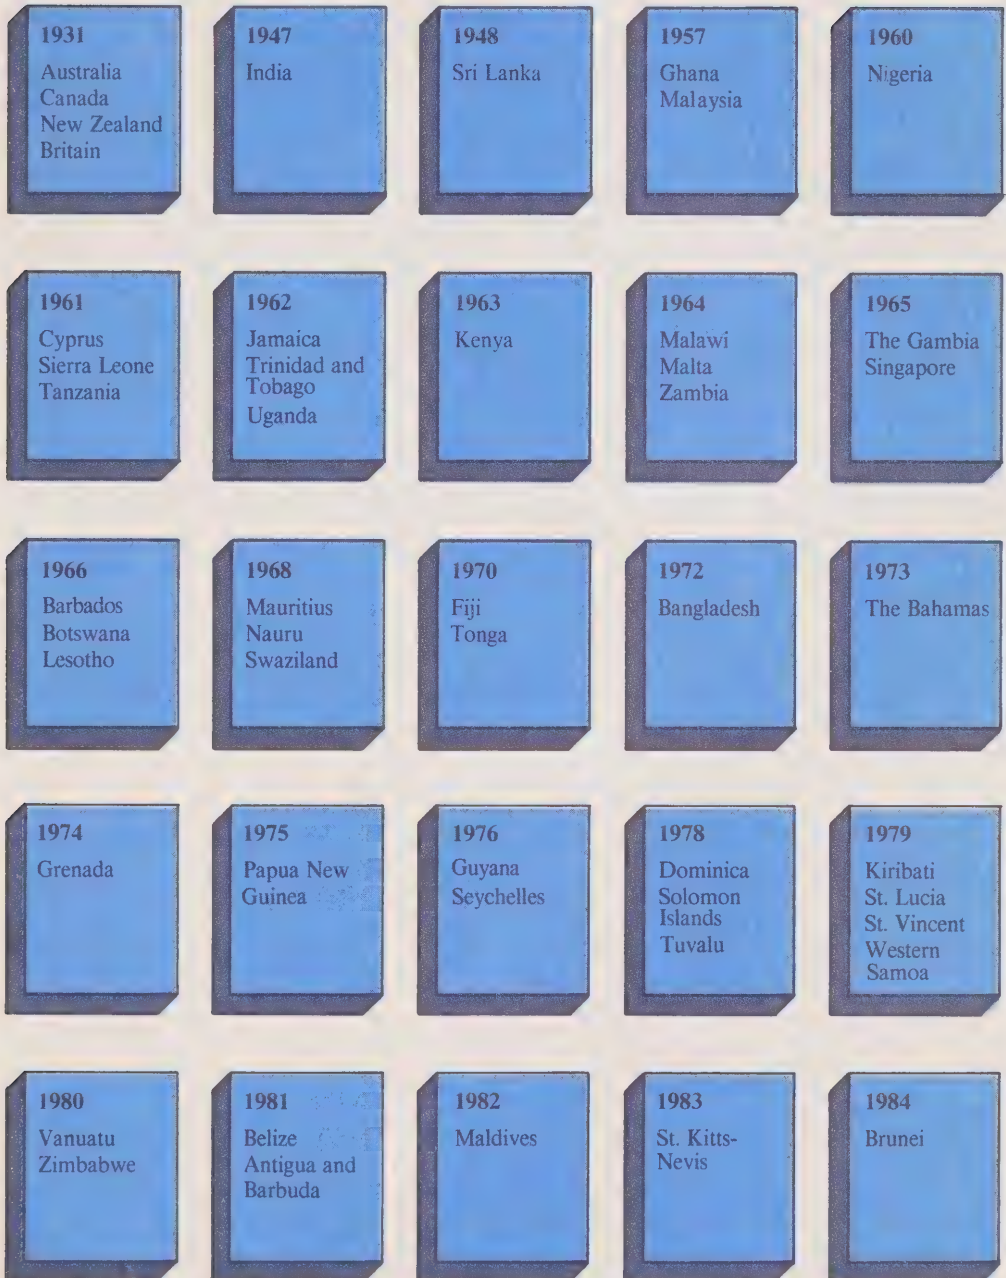 1931
Australia
Canada
New Zealand
Britain
1947
India
1948
Sri Lanka
1957
Ghana
Malaysia
1960
Nigeria
1961
Cyprus
Sierra Leone
Tanzania
1962
Jamaica
Trinidad and
Tobago
Uganda
1963
Kenya
1964
Malawi
Malta
Zambia
1965
The Gambia
Singapore
1966
Barbados
Botswana
Lesotho
1968
Mauritius
Nauru
Swaziland
1970
Fiji
Tonga
1972
Bangladesh
1973
The Bahamas
1974
Grenada
1975
Papua New
Guinea
1976
Guyana
Seychelles
1978
Dominica
Solomon
Islands
Tuvalu
1979
Kiribati
St. Lucia
St. Vincent
Western
Samoa
1980
Vanuatu
Zimbabwe
1981
Belize
Antigua and
Barbuda
1982
Maldives
1983
St. Kitts-
Nevis
1984
Brunei